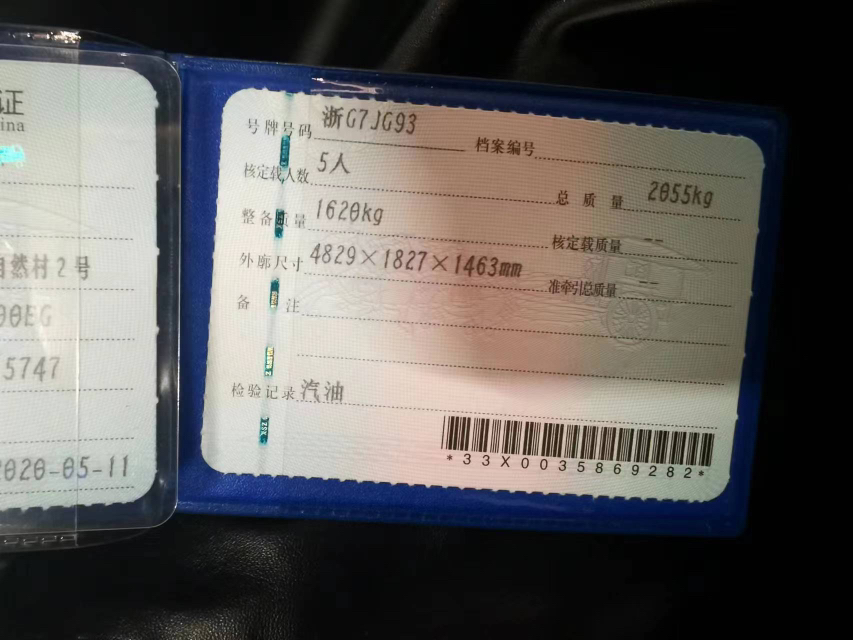 证
ina
自然村2号
00EG
5747
2020-05-11
号牌号码 浙G7JG93 档案编号
核定载人数 5人 总质量 2055kg
整备质量 1620kg 核定载质量 --
外廓尺寸 4829×1827×1463mm 准牵引总质量 --
备注
检验记录 汽油
*33X0035869282*